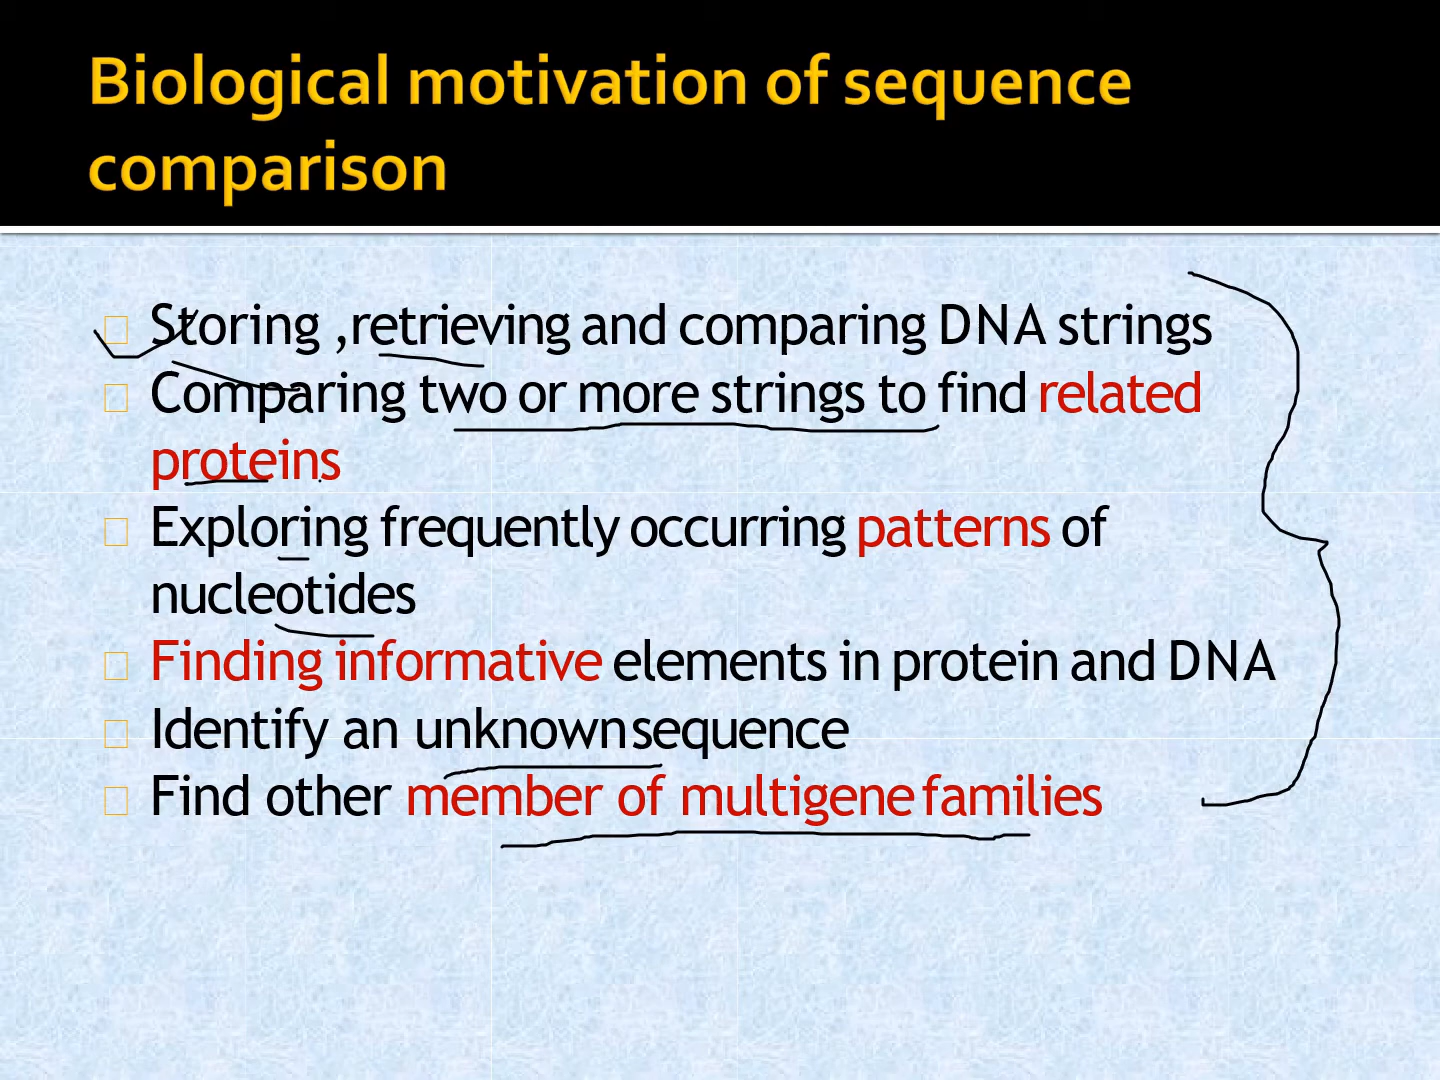 Biological motivation of sequence
comparison
Storing ,retrieving and comparing DNA strings
Comparing two or more strings to find related
proteins
Exploring frequently occurring patterns of
nucleotides
Finding informative elements in protein and DNA
Identify an unknown sequence
Find other member of multigene families